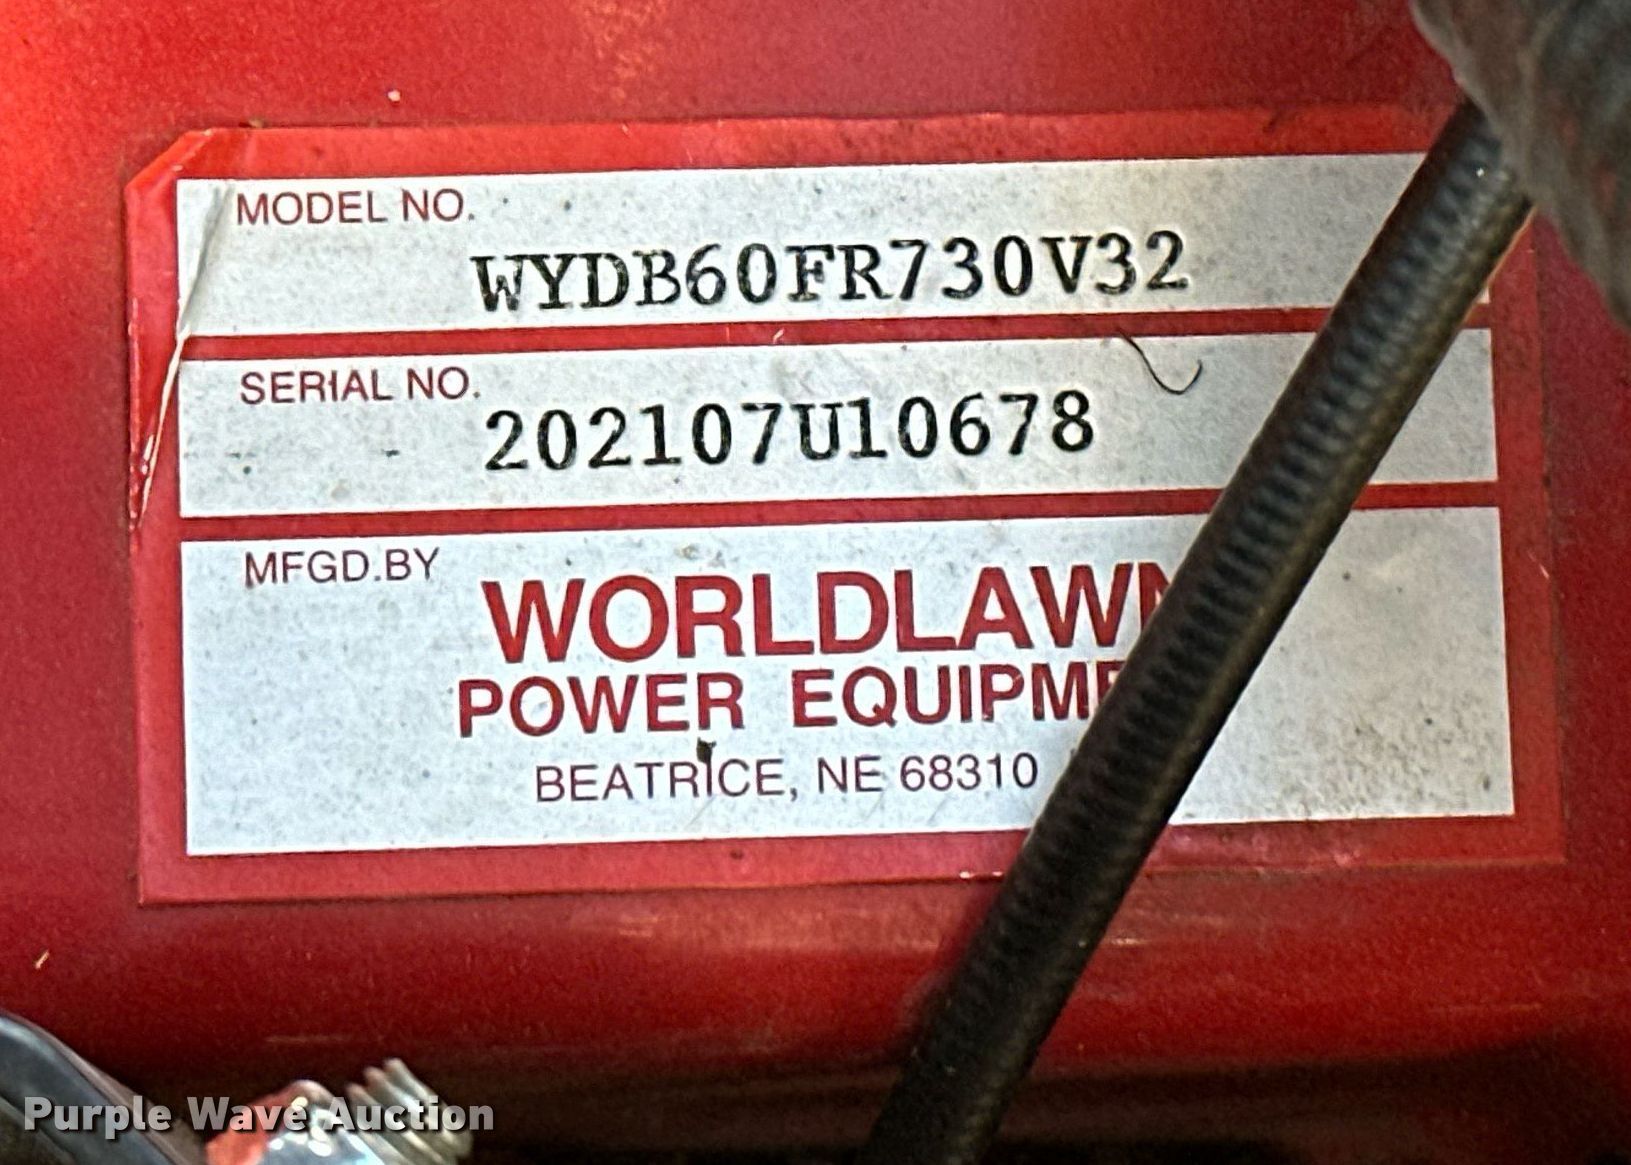 MODEL NO.
WYDB60FR730V32
SERIAL NO.
202107U10678
MFGD.BY
WORLDLAWN
POWER EQUIPME
BEATRICE, NE 68310
Purple Wave Auction